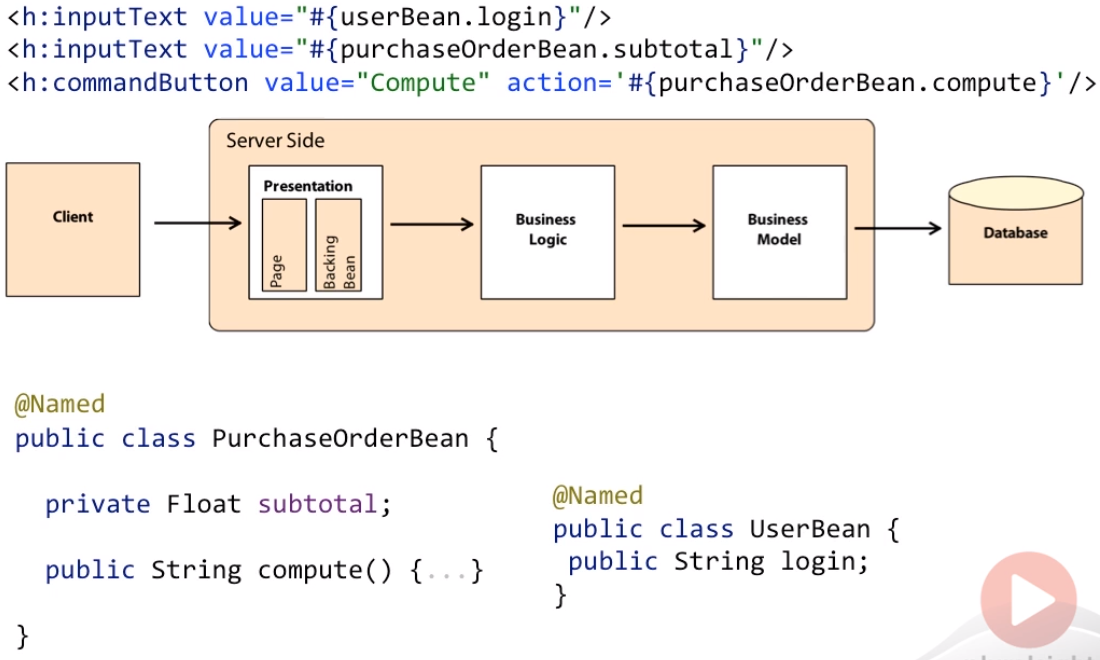 <h:inputText value="#{userBean.login}"/>
<h:inputText value="#{purchaseOrderBean.subtotal}"/>
<h:commandButton value="Compute" action='#{purchaseOrderBean.compute}'/>
Server Side
Client
Presentation
Page
Backing
Bean
Business
Logic
Business
Model
Database
@Named
public class PurchaseOrderBean {
private Float subtotal;
public String compute() {...}
}
@Named
public class UserBean {
public String login;
}